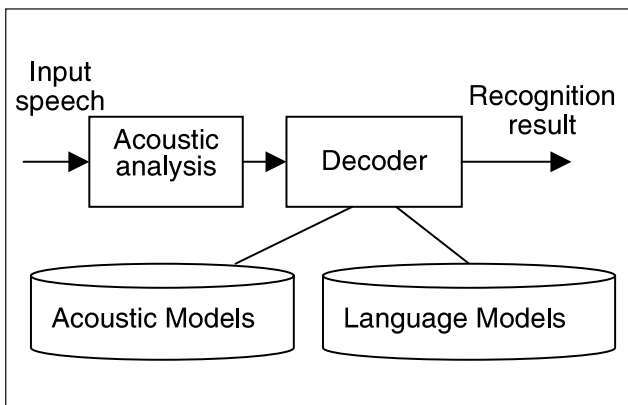 Input
speech
Acoustic
analysis
Decoder
Recognition
result
Acoustic Models
Language Models